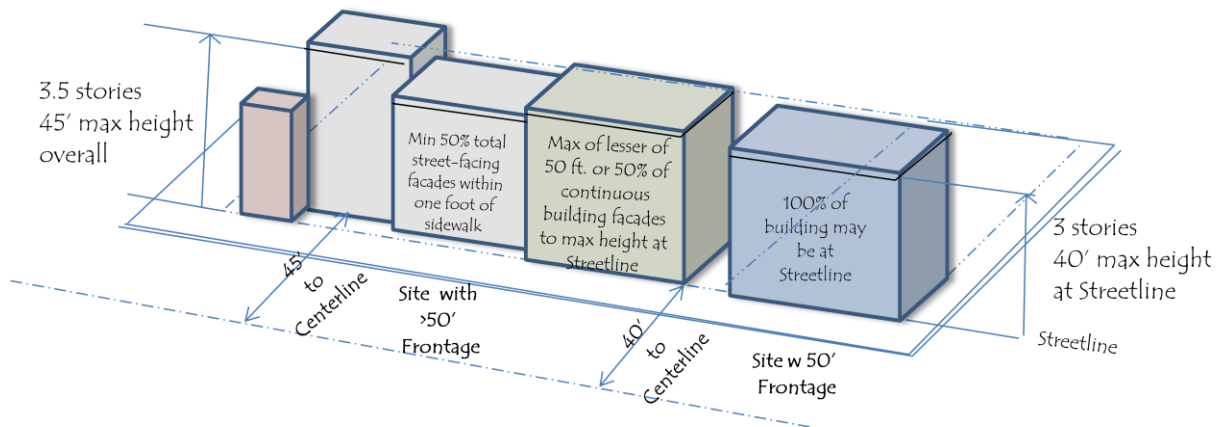 3.5 stories
45’ max height
overall
Min 50% total
street-facing
facades within
one foot of
sidewalk
Max of lesser of
50 ft. or 50% of
continuous
building facades
to max height at
Streetline
100% of
building may
be at
Streetline
3 stories
40’ max height
at Streetline
Streetline
45’
to
Centerline
Site with
>50’
Frontage
40’
to
Centerline
Site w 50’
Frontage